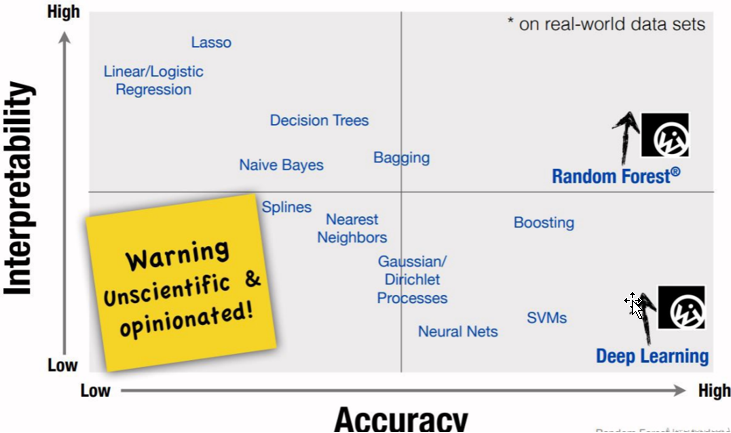 High
* on real-world data sets
Lasso
Linear/Logistic
Regression
Decision Trees
Bagging
Naive Bayes
Random Forest®
Interpretability
Splines
Nearest
Neighbors
Boosting
Warning
Unscientific &
opinionated!
Gaussian/
Dirichlet
Processes
SVMs
Neural Nets
Deep Learning
Low
Low
High
Accuracy